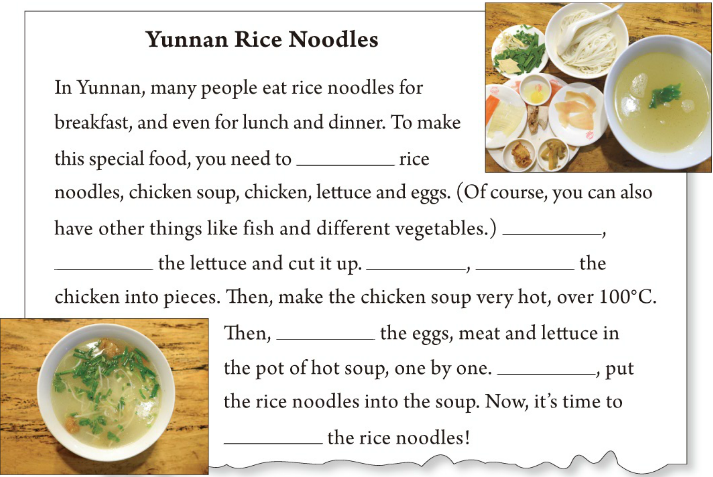 Yunnan Rice Noodles
In Yunnan, many people eat rice noodles for
breakfast, and even for lunch and dinner. To make
this special food, you need to __________ rice
noodles, chicken soup, chicken, lettuce and eggs. (Of course, you can also
have other things like fish and different vegetables.) __________,
__________ the lettuce and cut it up. __________, __________ the
chicken into pieces. Then, make the chicken soup very hot, over 100°C.
Then, __________ the eggs, meat and lettuce in
the pot of hot soup, one by one. __________, put
the rice noodles into the soup. Now, it's time to
__________ the rice noodles!